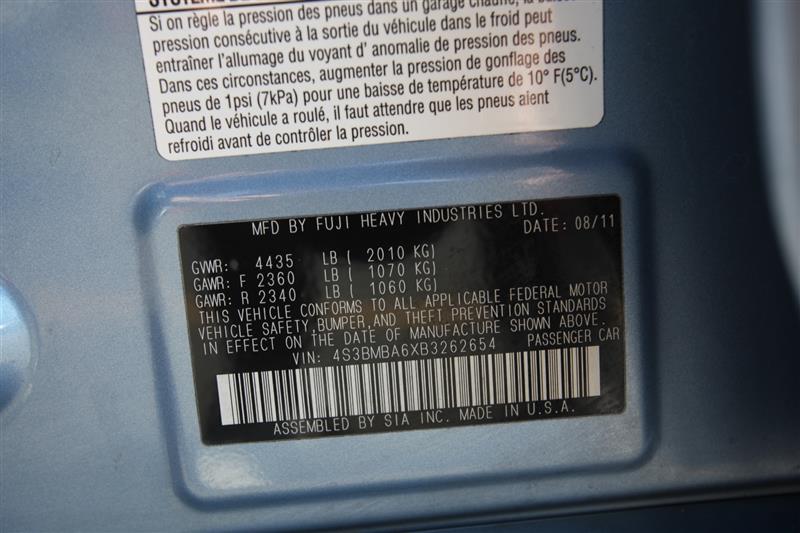 Si on règle la pression des pneus dans un garage chauffé, la baisse
pression consécutive à la sortie du véhicule dans le froid peut
entraîner l'allumage du voyant d' anomalie de pression des pneus.
Dans ces circonstances, augmenter la pression de gonflage des
pneus de 1psi (7kPa) pour une baisse de température de 10° F(5°C).
Quand le véhicule a roulé, il faut attendre que les pneus aient
refroidi avant de contrôler la pression.
MFD BY FUJI HEAVY INDUSTRIES LTD.
DATE: 08/11
GVWR: 4435 LB ( 2010 KG)
GAWR: F 2360 LB ( 1070 KG)
GAWR: R 2340 LB ( 1060 KG)
THIS VEHICLE CONFORMS TO ALL APPLICABLE FEDERAL MOTOR
VEHICLE SAFETY,BUMPER,AND THEFT PREVENTION STANDARDS
IN EFFECT ON THE DATE OF MANUFACTURE SHOWN ABOVE.
VIN: 4S3BMBA6XB3262654 PASSENGER CAR
ASSEMBLED BY SIA INC. MADE IN U.S.A.